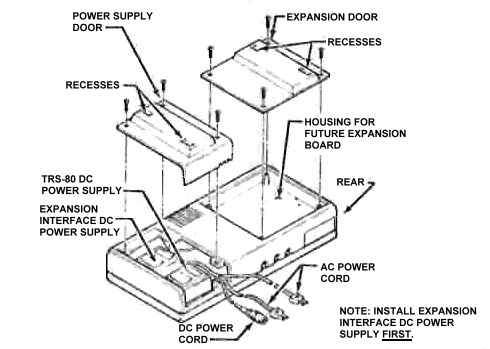 POWER SUPPLY
DOOR
EXPANSION DOOR
RECESSES
RECESSES
HOUSING FOR
FUTURE EXPANSION
BOARD
TRS-80 DC
POWER SUPPLY
REAR
EXPANSION
INTERFACE DC
POWER SUPPLY
AC POWER
CORD
DC POWER
CORD
NOTE: INSTALL EXPANSION
INTERFACE DC POWER
SUPPLY FIRST.